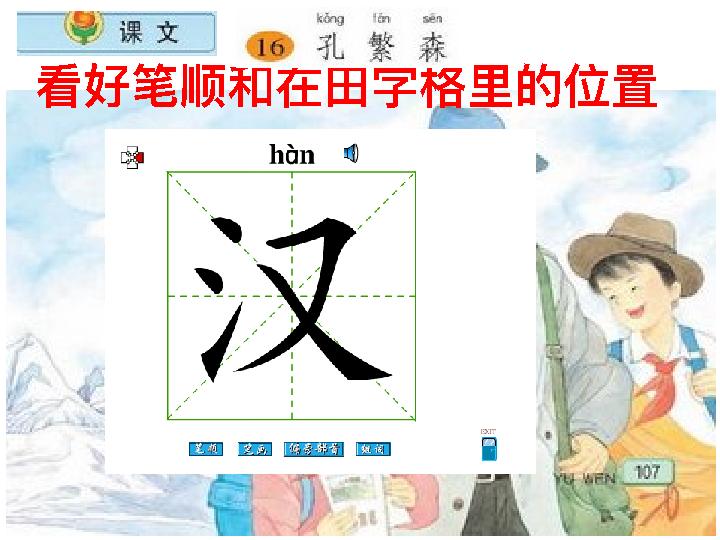 课 文
kǒng fán sēn
16 孔 繁 森
看好笔顺和在田字格里的位置
hàn
汉
笔顺 笔画 偏旁部首 组词
EXIT
YU WEN 107